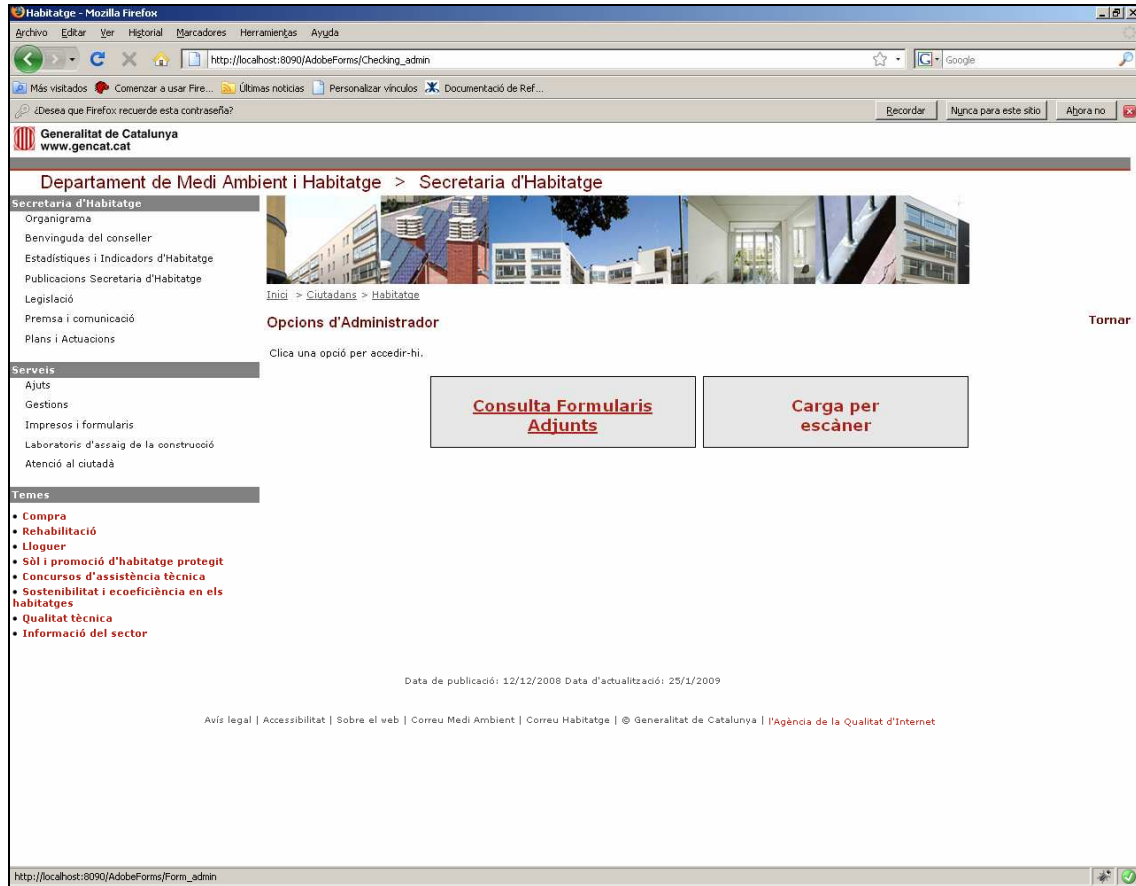 Habitatge - Mozilla Firefox
Archivo Editar Ver Historial Marcadores Herramientas Ayuda
http://localhost:8090/AdobeForms/Checking_admin
Google
Más visitados Comenzar a usar Fire... Últimas noticias Personalizar vínculos Documentació de Ref...
¿Desea que Firefox recuerde esta contraseña? Recordar Nunca para este sitio Ahora no
Generalitat de Catalunya
www.gencat.cat
Departament de Medi Ambient i Habitatge > Secretaria d'Habitatge
Secretaria d'Habitatge
Organigrama
Benvinguda del conseller
Estadístiques i Indicadors d'Habitatge
Publicacions Secretaria d'Habitatge
Legislació
Premsa i comunicació
Plans i Actuacions
Serveis
Ajuts
Gestions
Impresos i formularis
Laboratoris d'assaig de la construcció
Atenció al ciutadà
Temes
• Compra
• Rehabilitació
• Lloguer
• Sòl i promoció d'habitatge protegit
• Concursos d'assistència tècnica
• Sostenibilitat i ecoeficiència en els
habitatges
• Qualitat tècnica
• Informació del sector
Inici > Ciutadans > Habitatge
Opcions d'Administrador
Tornar
Clica una opció per accedir-hi.
Consulta Formularis
Adjunts
Carga per
escàner
Data de publicació: 12/12/2008 Data d'actualització: 25/1/2009
Avís legal | Accessibilitat | Sobre el web | Correu Medi Ambient | Correu Habitatge | © Generalitat de Catalunya | l'Agència de la Qualitat d'Internet
http://localhost:8090/AdobeForms/Form_admin